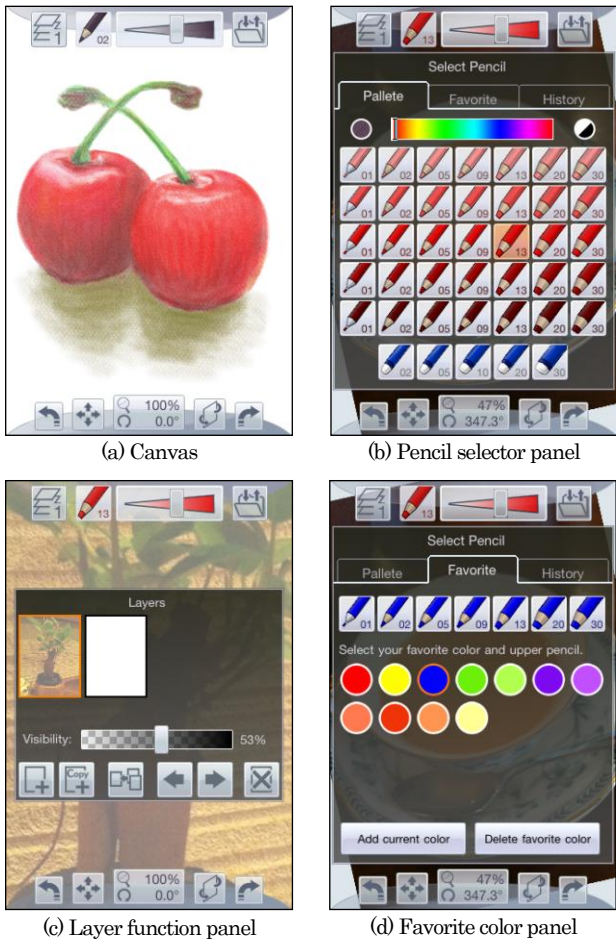 Z 1 02
100%
0.0°
(a) Canvas
Z 1 13
Select Pencil
Pallete Favorite History
01 02 05 09 13 20 30
01 02 05 09 13 20 30
01 02 05 09 13 20 30
01 02 05 09 13 20 30
01 02 05 09 13 20 30
02 05 10 20 30
47%
347.3°
(b) Pencil selector panel
Z 1 13
Layers
Visibility: 53%
Copy
100%
0.0°
(c) Layer function panel
Z 1 13
Select Pencil
Pallete Favorite History
01 02 05 09 13 20 30
Select your favorite color and upper pencil.
Add current color Delete favorite color
47%
347.3°
(d) Favorite color panel